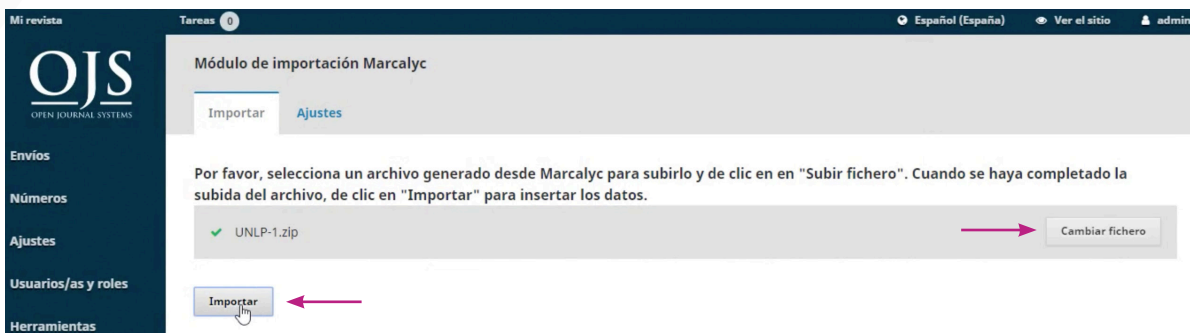 Mi revista
Tareas 0
Español (España)
Ver el sitio
admin
OJS
OPEN JOURNAL SYSTEMS
Envíos
Números
Ajustes
Usuarios/as y roles
Herramientas
Módulo de importación Marcalyc
Importar
Ajustes
Por favor, selecciona un archivo generado desde Marcalyc para subirlo y de clic en en "Subir fichero". Cuando se haya completado la
subida del archivo, de clic en "Importar" para insertar los datos.
UNLP-1.zip
Cambiar fichero
Importar